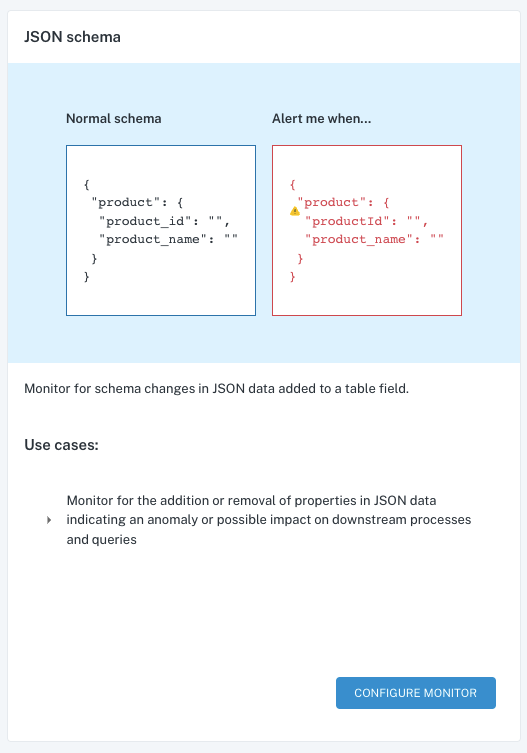 JSON schema
Normal schema
{
"product": {
"product_id": "",
"product_name": ""
}
}
Alert me when...
{
"product": {
"productId": "",
"product_name": ""
}
}
Monitor for schema changes in JSON data added to a table field.
Use cases:
Monitor for the addition or removal of properties in JSON data
indicating an anomaly or possible impact on downstream processes
and queries
CONFIGURE MONITOR